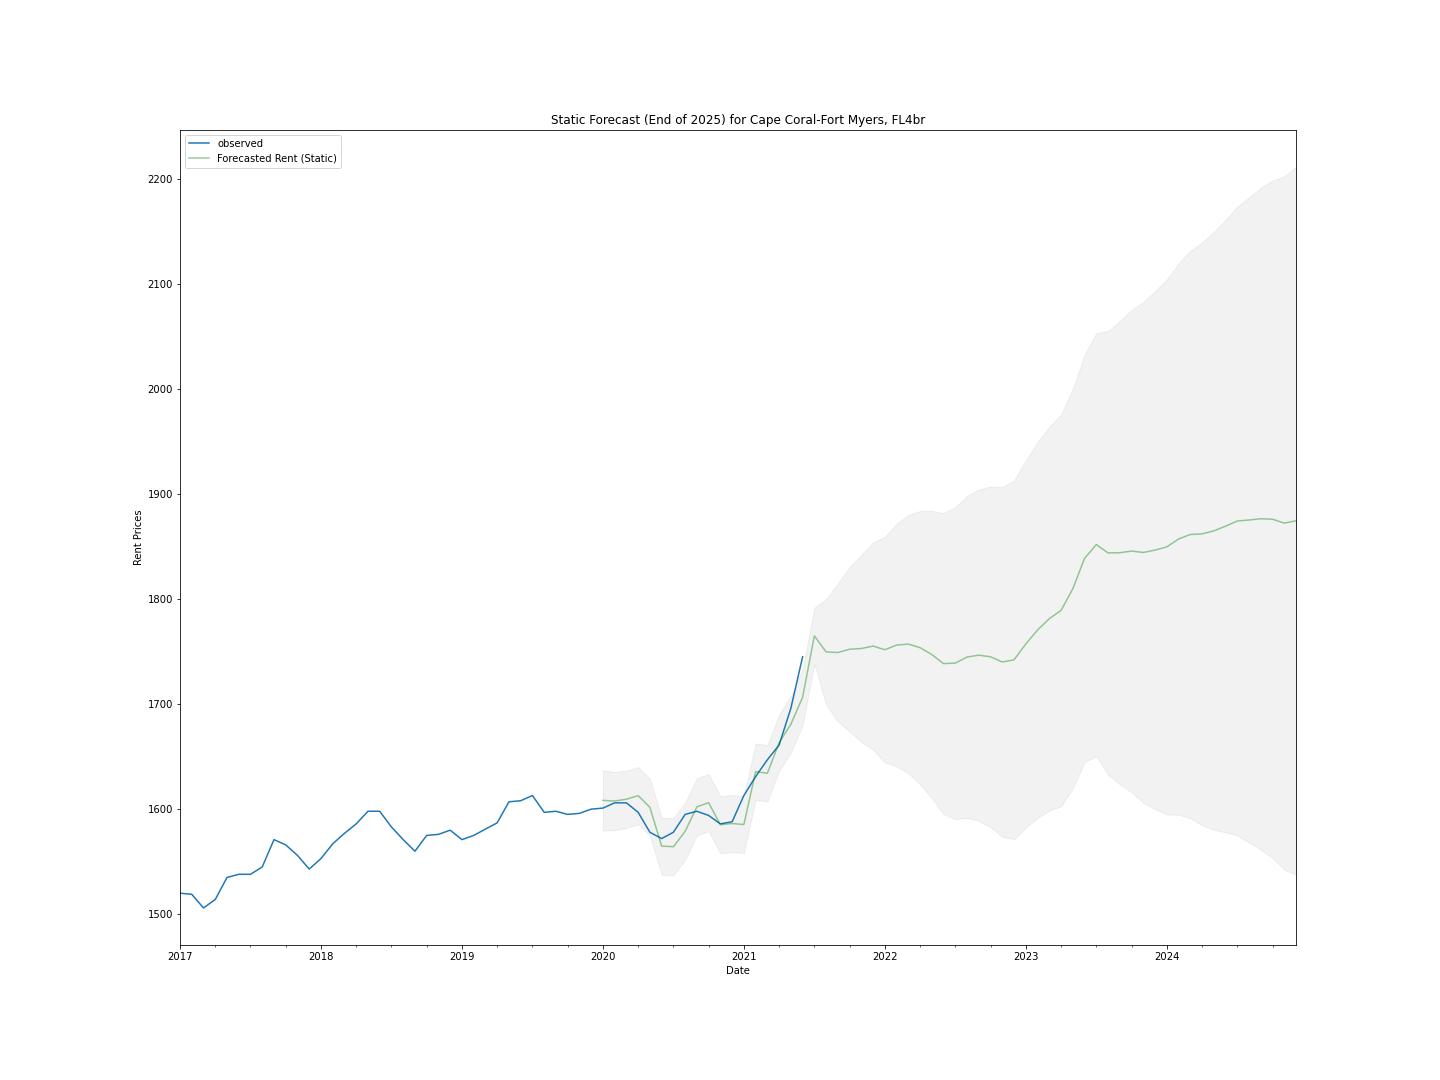 Static Forecast (End of 2025) for Cape Coral-Fort Myers, FL4br
observed
Forecasted Rent (Static)
2200
2100
2000
1900
1800
1700
1600
1500
Rent Prices
2017 2018 2019 2020 2021 2022 2023 2024
Date